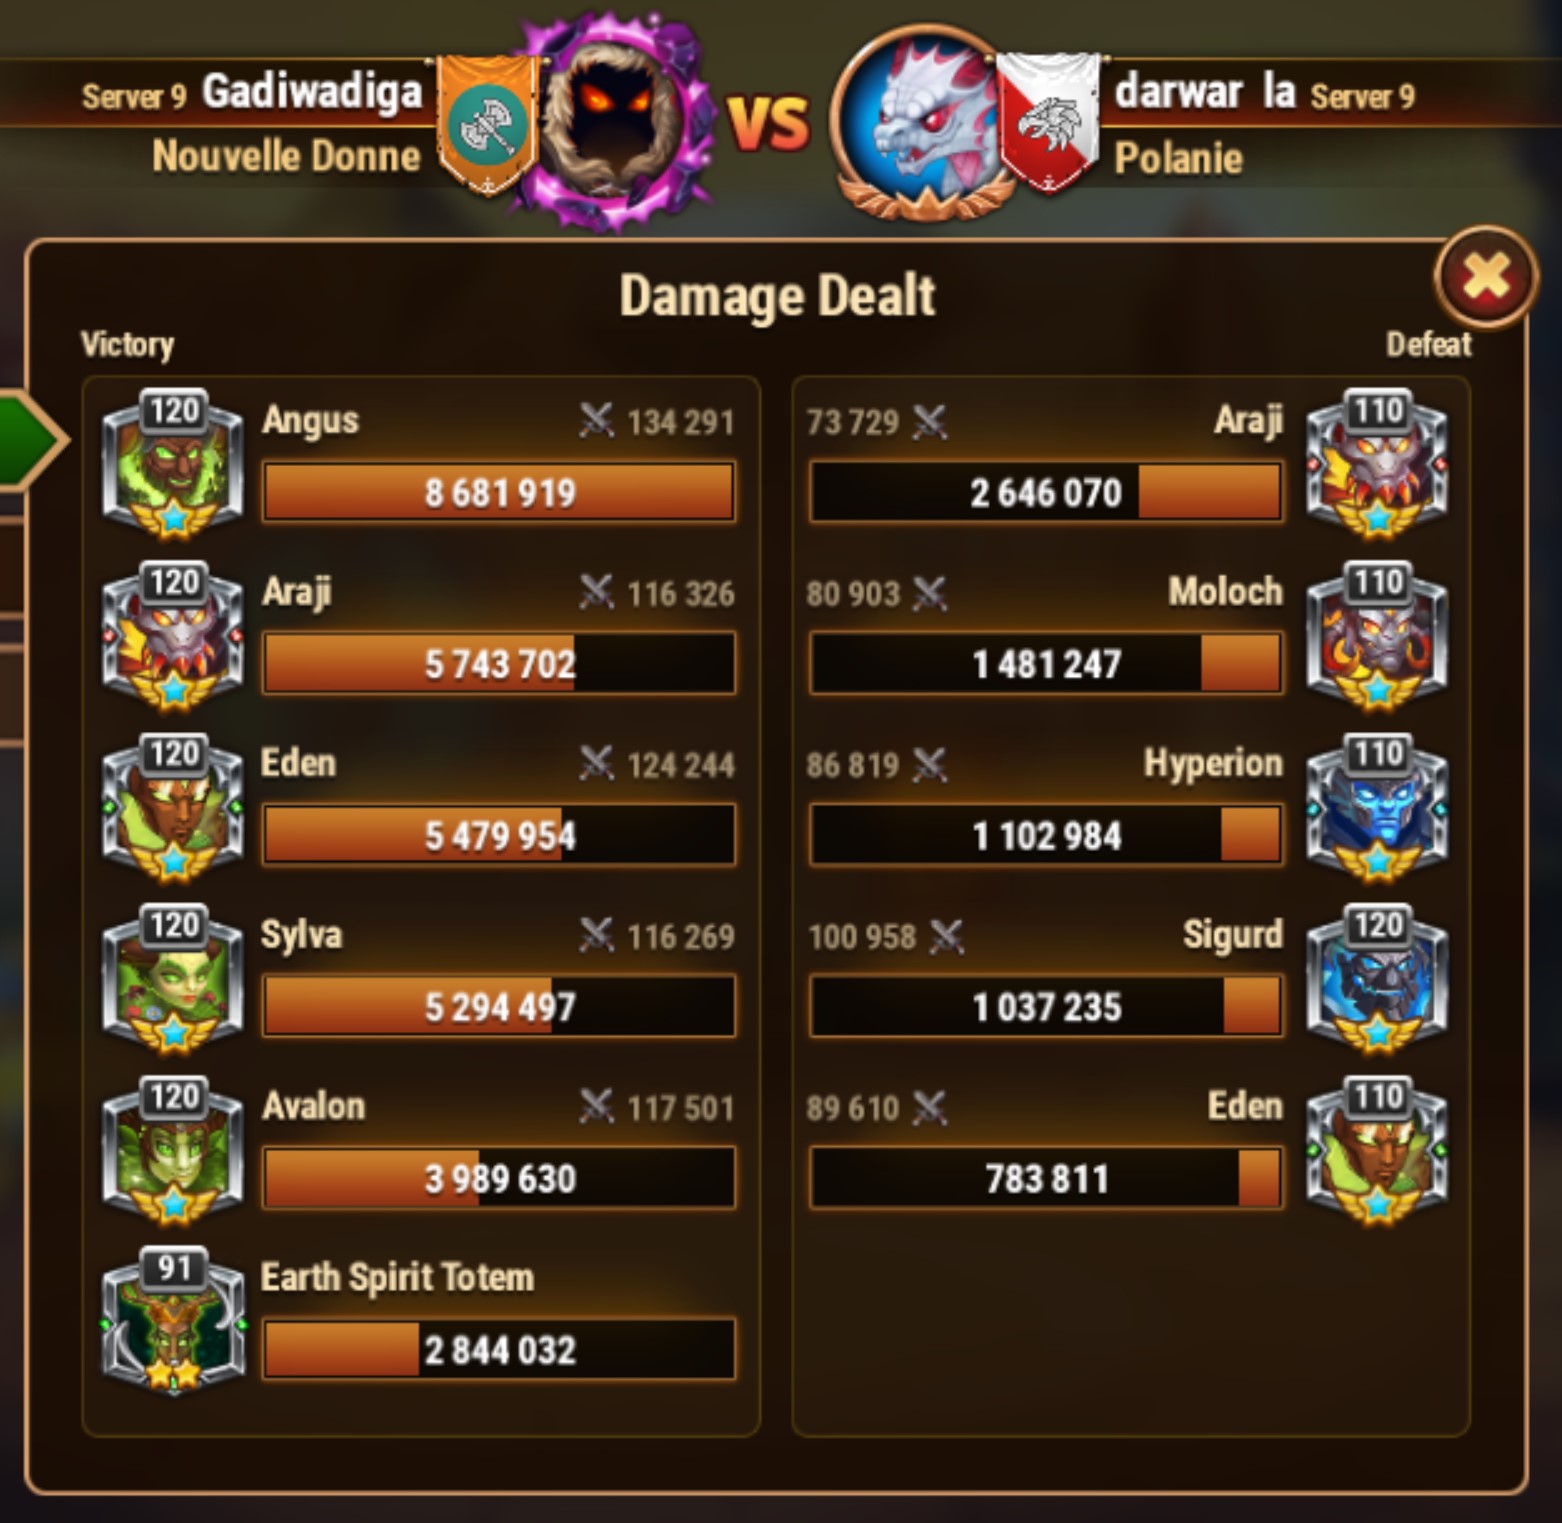 Server 9 Gadiwadiga VS darwar la Server 9
Nouvelle Donne Polanie
Damage Dealt
Victory Defeat
120 Angus 134 291
8 681 919
120 Araji 116 326
5 743 702
120 Eden 124 244
5 479 954
120 Sylva 116 269
5 294 497
120 Avalon 117 501
3 989 630
91 Earth Spirit Totem
2 844 032
73 729 Araji 110
2 646 070
80 903 Moloch 110
1 481 247
86 819 Hyperion 110
1 102 984
100 958 Sigurd 120
1 037 235
89 610 Eden 110
783 811